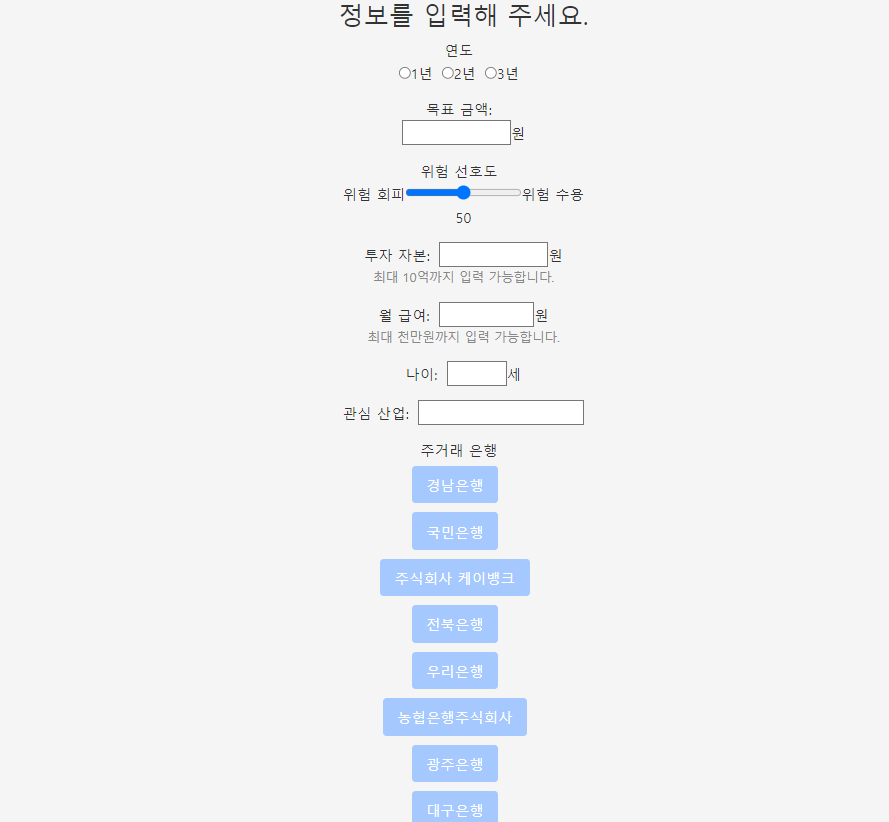 정보를 입력해 주세요.
연도
1년 2년 3년
목표 금액:
원
위험 선호도
위험 회피 위험 수용
50
투자 자본: 원
최대 10억까지 입력 가능합니다.
월 급여: 원
최대 천만원까지 입력 가능합니다.
나이: 세
관심 산업:
주거래 은행
경남은행
국민은행
주식회사 케이뱅크
전북은행
우리은행
농협은행주식회사
광주은행
대구은행